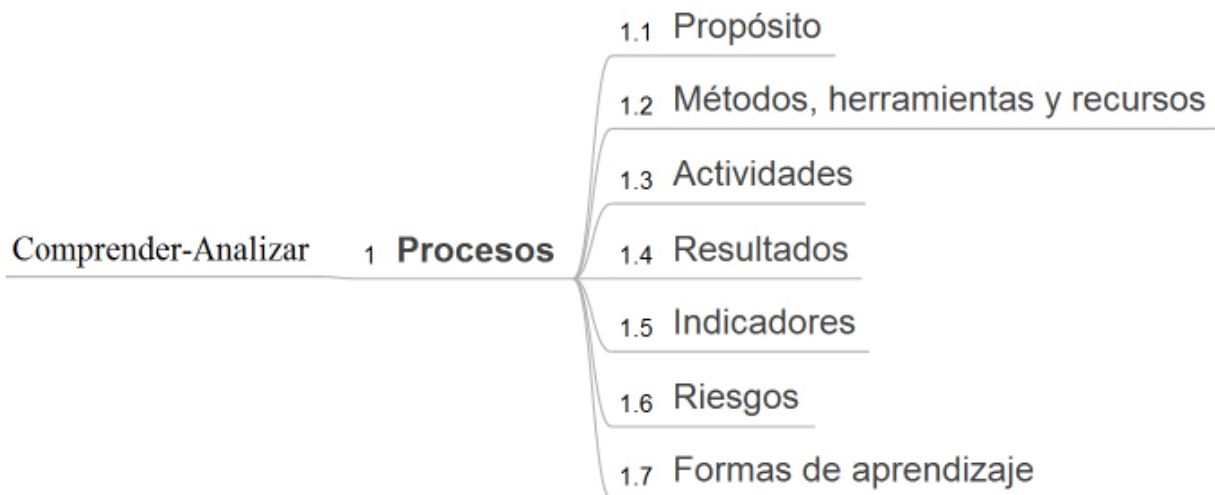 1.1 Propósito
1.2 Métodos, herramientas y recursos
1.3 Actividades
Comprender-Analizar 1 Procesos
1.4 Resultados
1.5 Indicadores
1.6 Riesgos
1.7 Formas de aprendizaje